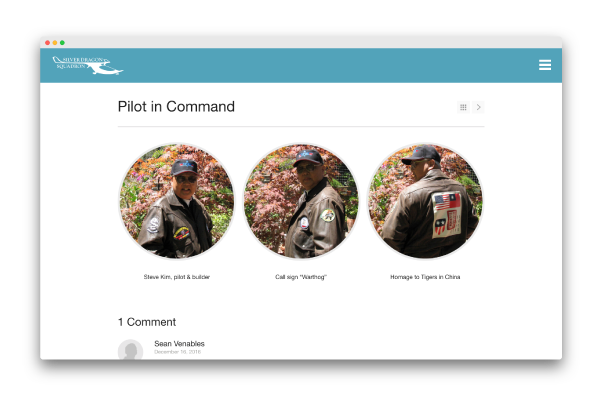 SILVER DRAGON
SQUADRON
Pilot in Command
Steve Kim, pilot & builder
Call sign "Warthog"
Homage to Tigers in China
1 Comment
Sean Venables
December 16, 2016